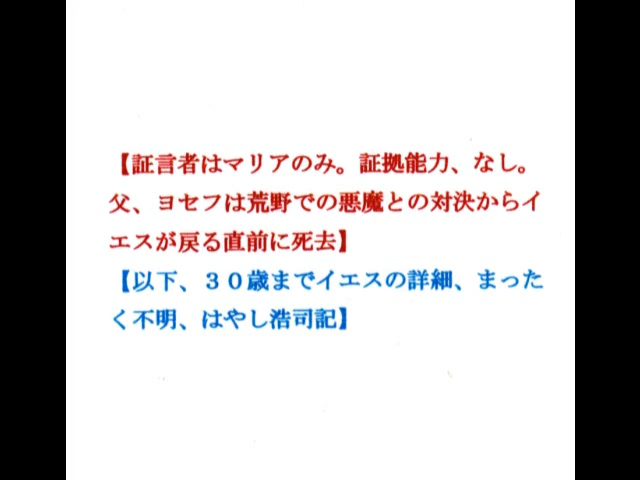 【証言者はマリアのみ。証拠能力、なし。
父、ヨセフは荒野での悪魔との対決からイ
エスが戻る直前に死去】
【以下、３０歳までイエスの詳細、まった
く不明、はやし浩司記】